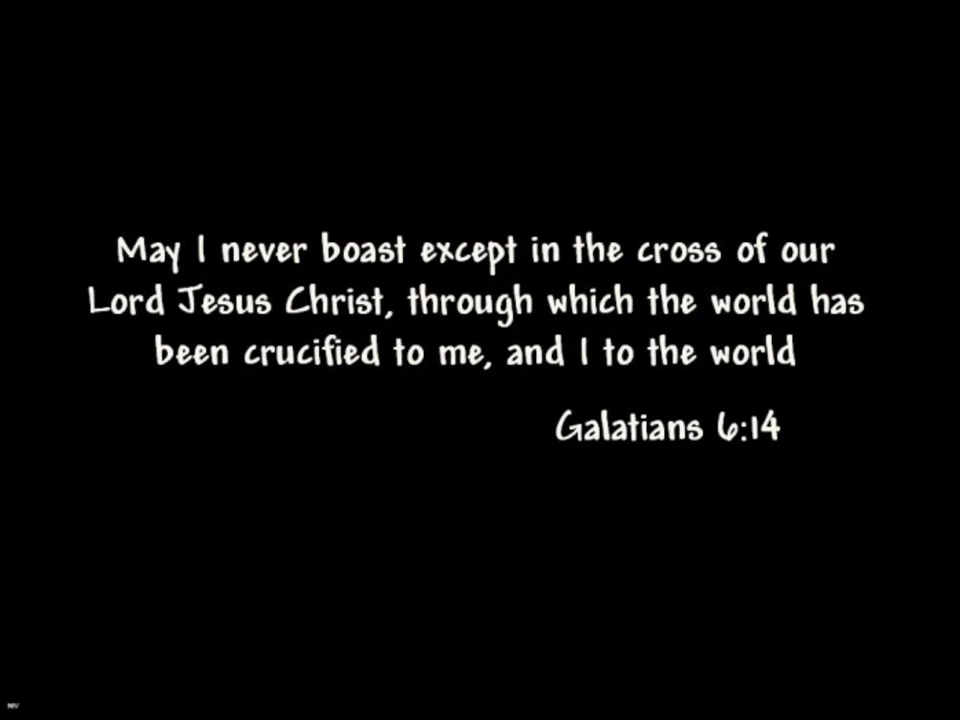 May I never boast except in the cross of our
Lord Jesus Christ, through which the world has
been crucified to me, and I to the world
Galatians 6:14